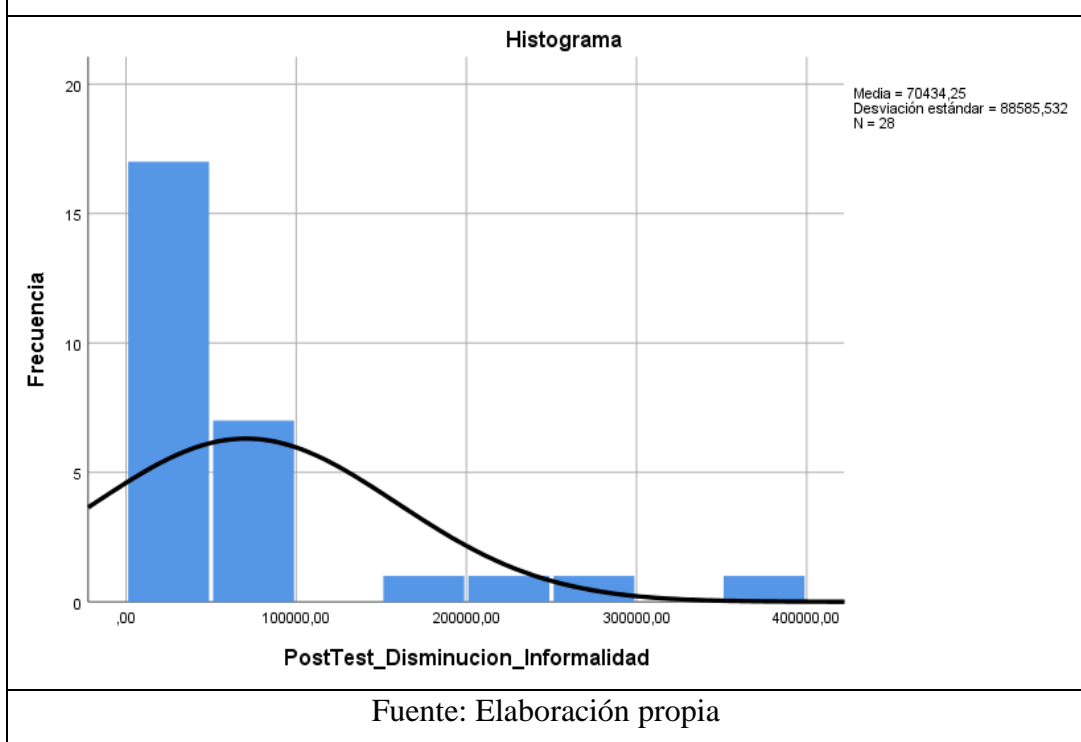 Histograma
Media = 70434,25
Desviación estándar = 88585,532
N = 28
20
15
10
5
0
Frecuencia
,00 100000,00 200000,00 300000,00 400000,00
PostTest_Disminucion_Informalidad
Fuente: Elaboración propia